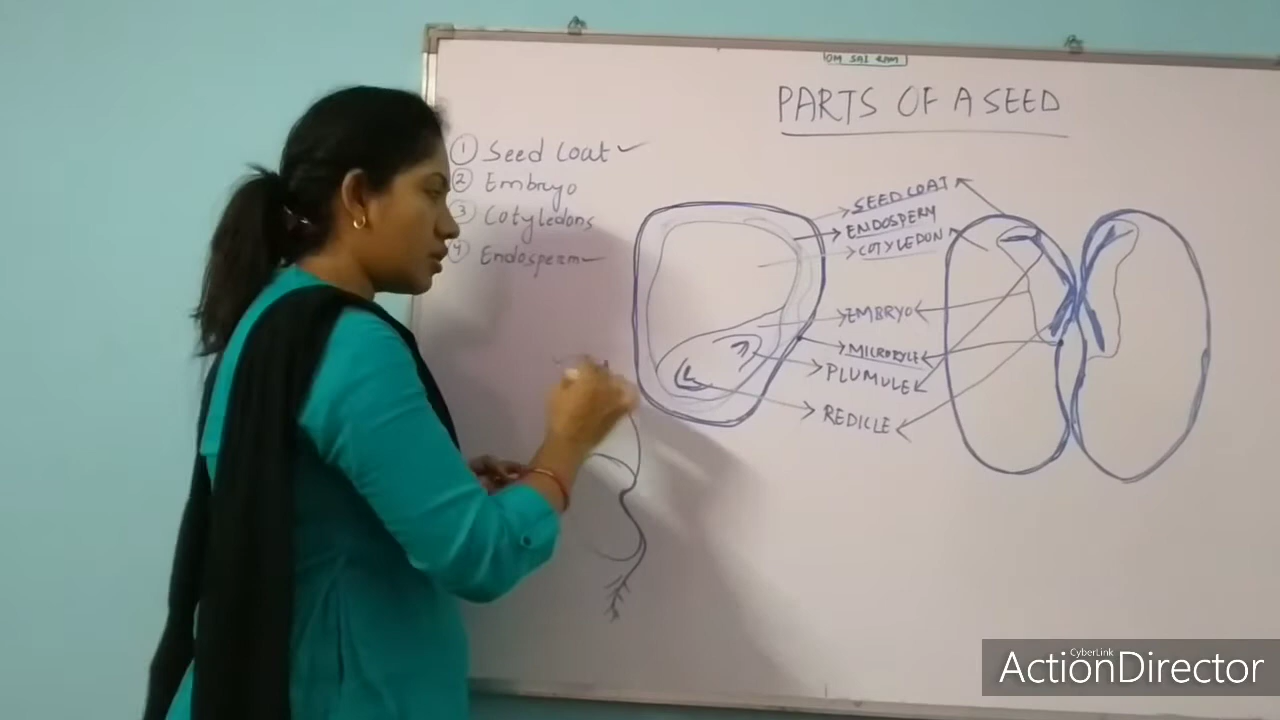 OM SAI RAM
PARTS OF A SEED
① Seed Coat
② Embryo
③ Cotyledons
④ Endosperm
SEED COAT
ENDOSPERM
COTYLEDON
EMBRYO
MICROPYLE
PLUMULE
REDICLE
CyberLink
ActionDirector